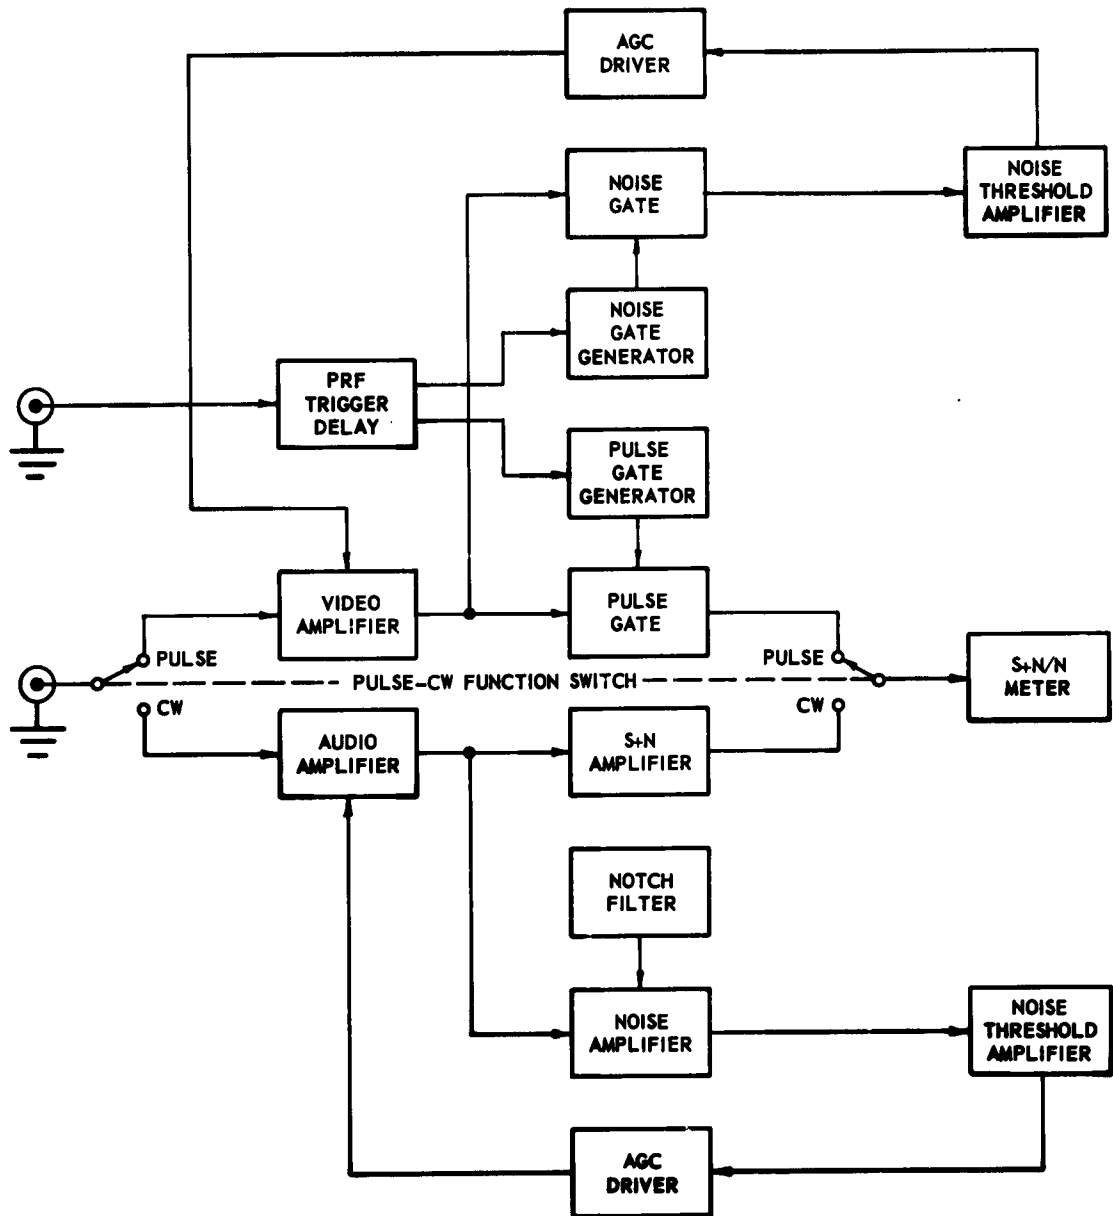 AGC
DRIVER
NOISE
GATE
NOISE
THRESHOLD
AMPLIFIER
NOISE
GATE
GENERATOR
PRF
TRIGGER
DELAY
PULSE
GATE
GENERATOR
VIDEO
AMPLIFIER
PULSE
GATE
PULSE
PULSE-CW FUNCTION SWITCH
PULSE
S+N/N
METER
CW
CW
AUDIO
AMPLIFIER
S+N
AMPLIFIER
NOTCH
FILTER
NOISE
AMPLIFIER
NOISE
THRESHOLD
AMPLIFIER
AGC
DRIVER